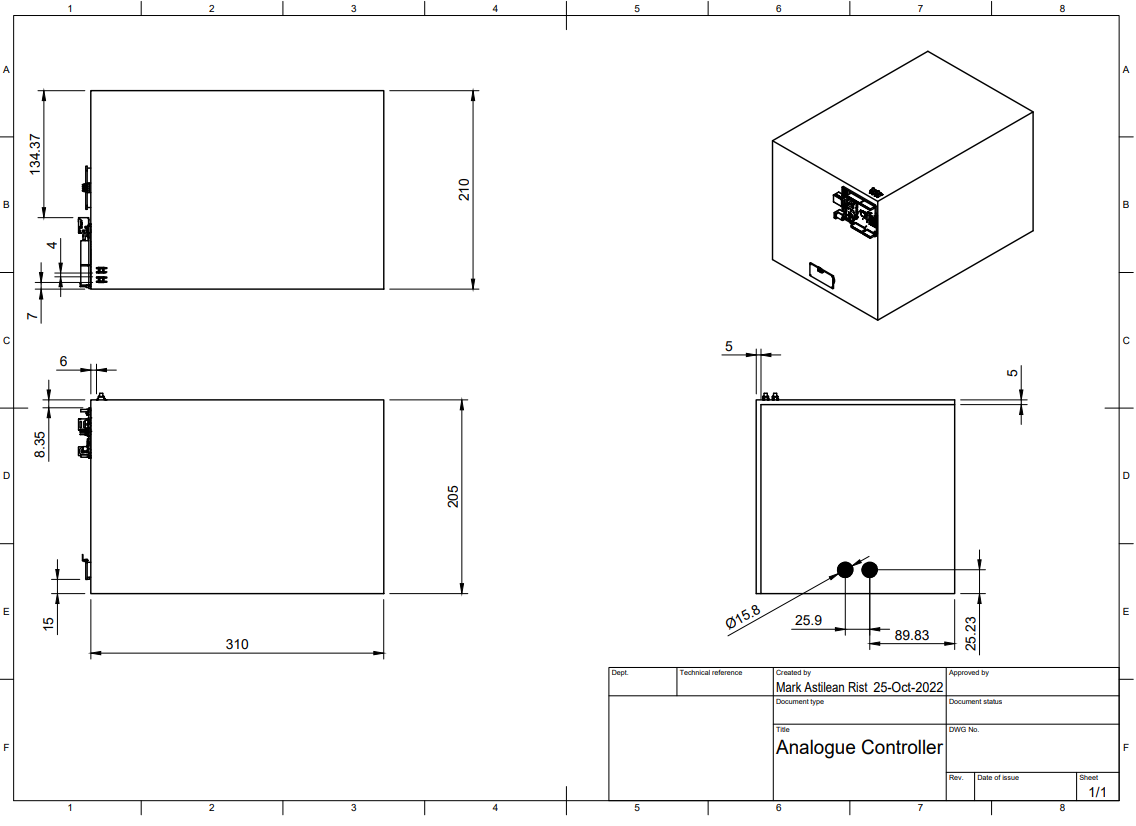 1 2 3 4 5 6 7 8
A A
134.37
210
B B
4
7
C C
6
5
5
8.35
D D
205
15
E E
310
Ø15.8
25.9
89.83
25.23
Dept. Technical reference Created by Approved by
Mark Astilean Rist 25-Oct-2022
Document type Document status
Title DWG No.
Analogue Controller
F F
Rev. Date of issue Sheet
1/1
1 2 3 4 5 6 7 8